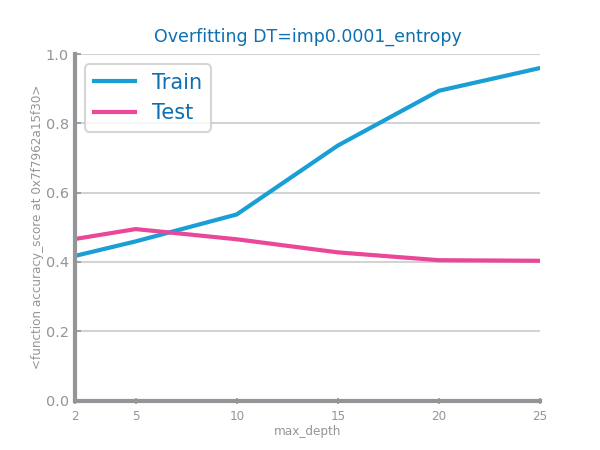 Overfitting DT=imp0.0001_entropy
Train
Test
<function accuracy_score at 0x7f7962a15f30>
1.0
0.8
0.6
0.4
0.2
0.0
2 5 10 15 20 25
max_depth